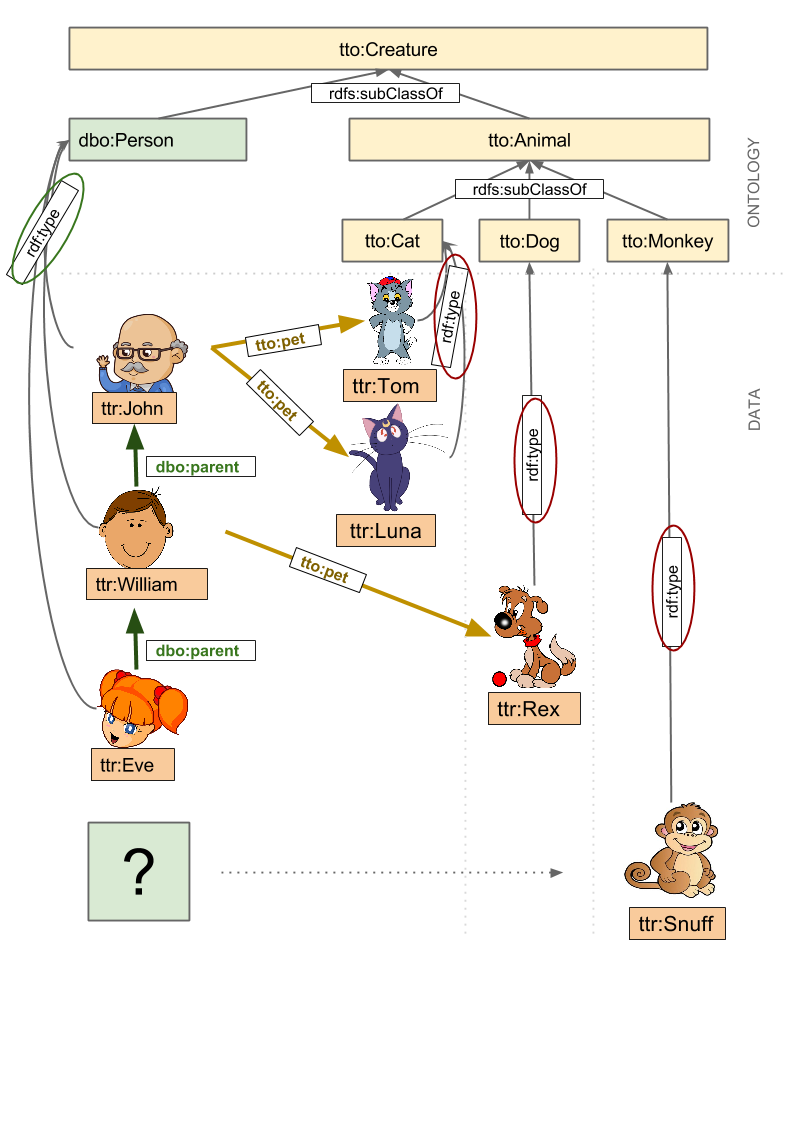 tto:Creature
rdfs:subClassOf
dbo:Person
tto:Animal
ONTOLOGY
rdfs:subClassOf
rdf:type
tto:Cat
tto:Dog
tto:Monkey
rdf:type
tto:pet
ttr:Tom
DATA
tto:pet
ttr:John
rdf:type
dbo:parent
ttr:Luna
ttr:William
tto:pet
rdf:type
dbo:parent
ttr:Rex
ttr:Eve
?
ttr:Snuff